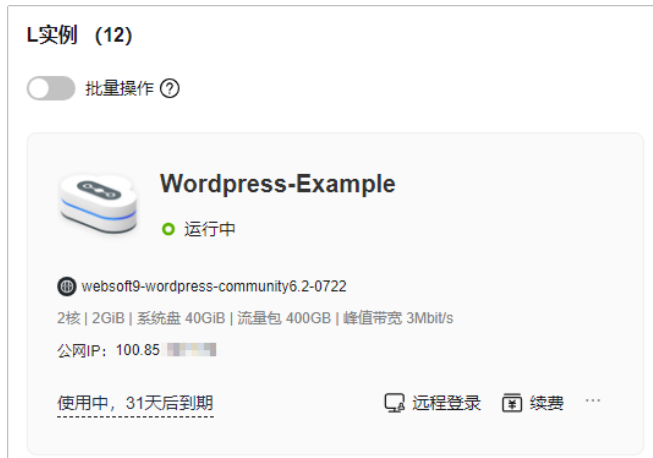 L实例 (12)
批量操作
Wordpress-Example
运行中
websoft9-wordpress-community6.2-0722
2核 | 2GiB | 系统盘 40GiB | 流量包 400GB | 峰值带宽 3Mbit/s
公网IP: 100.85
使用中，31天后到期 远程登录 续费 ...